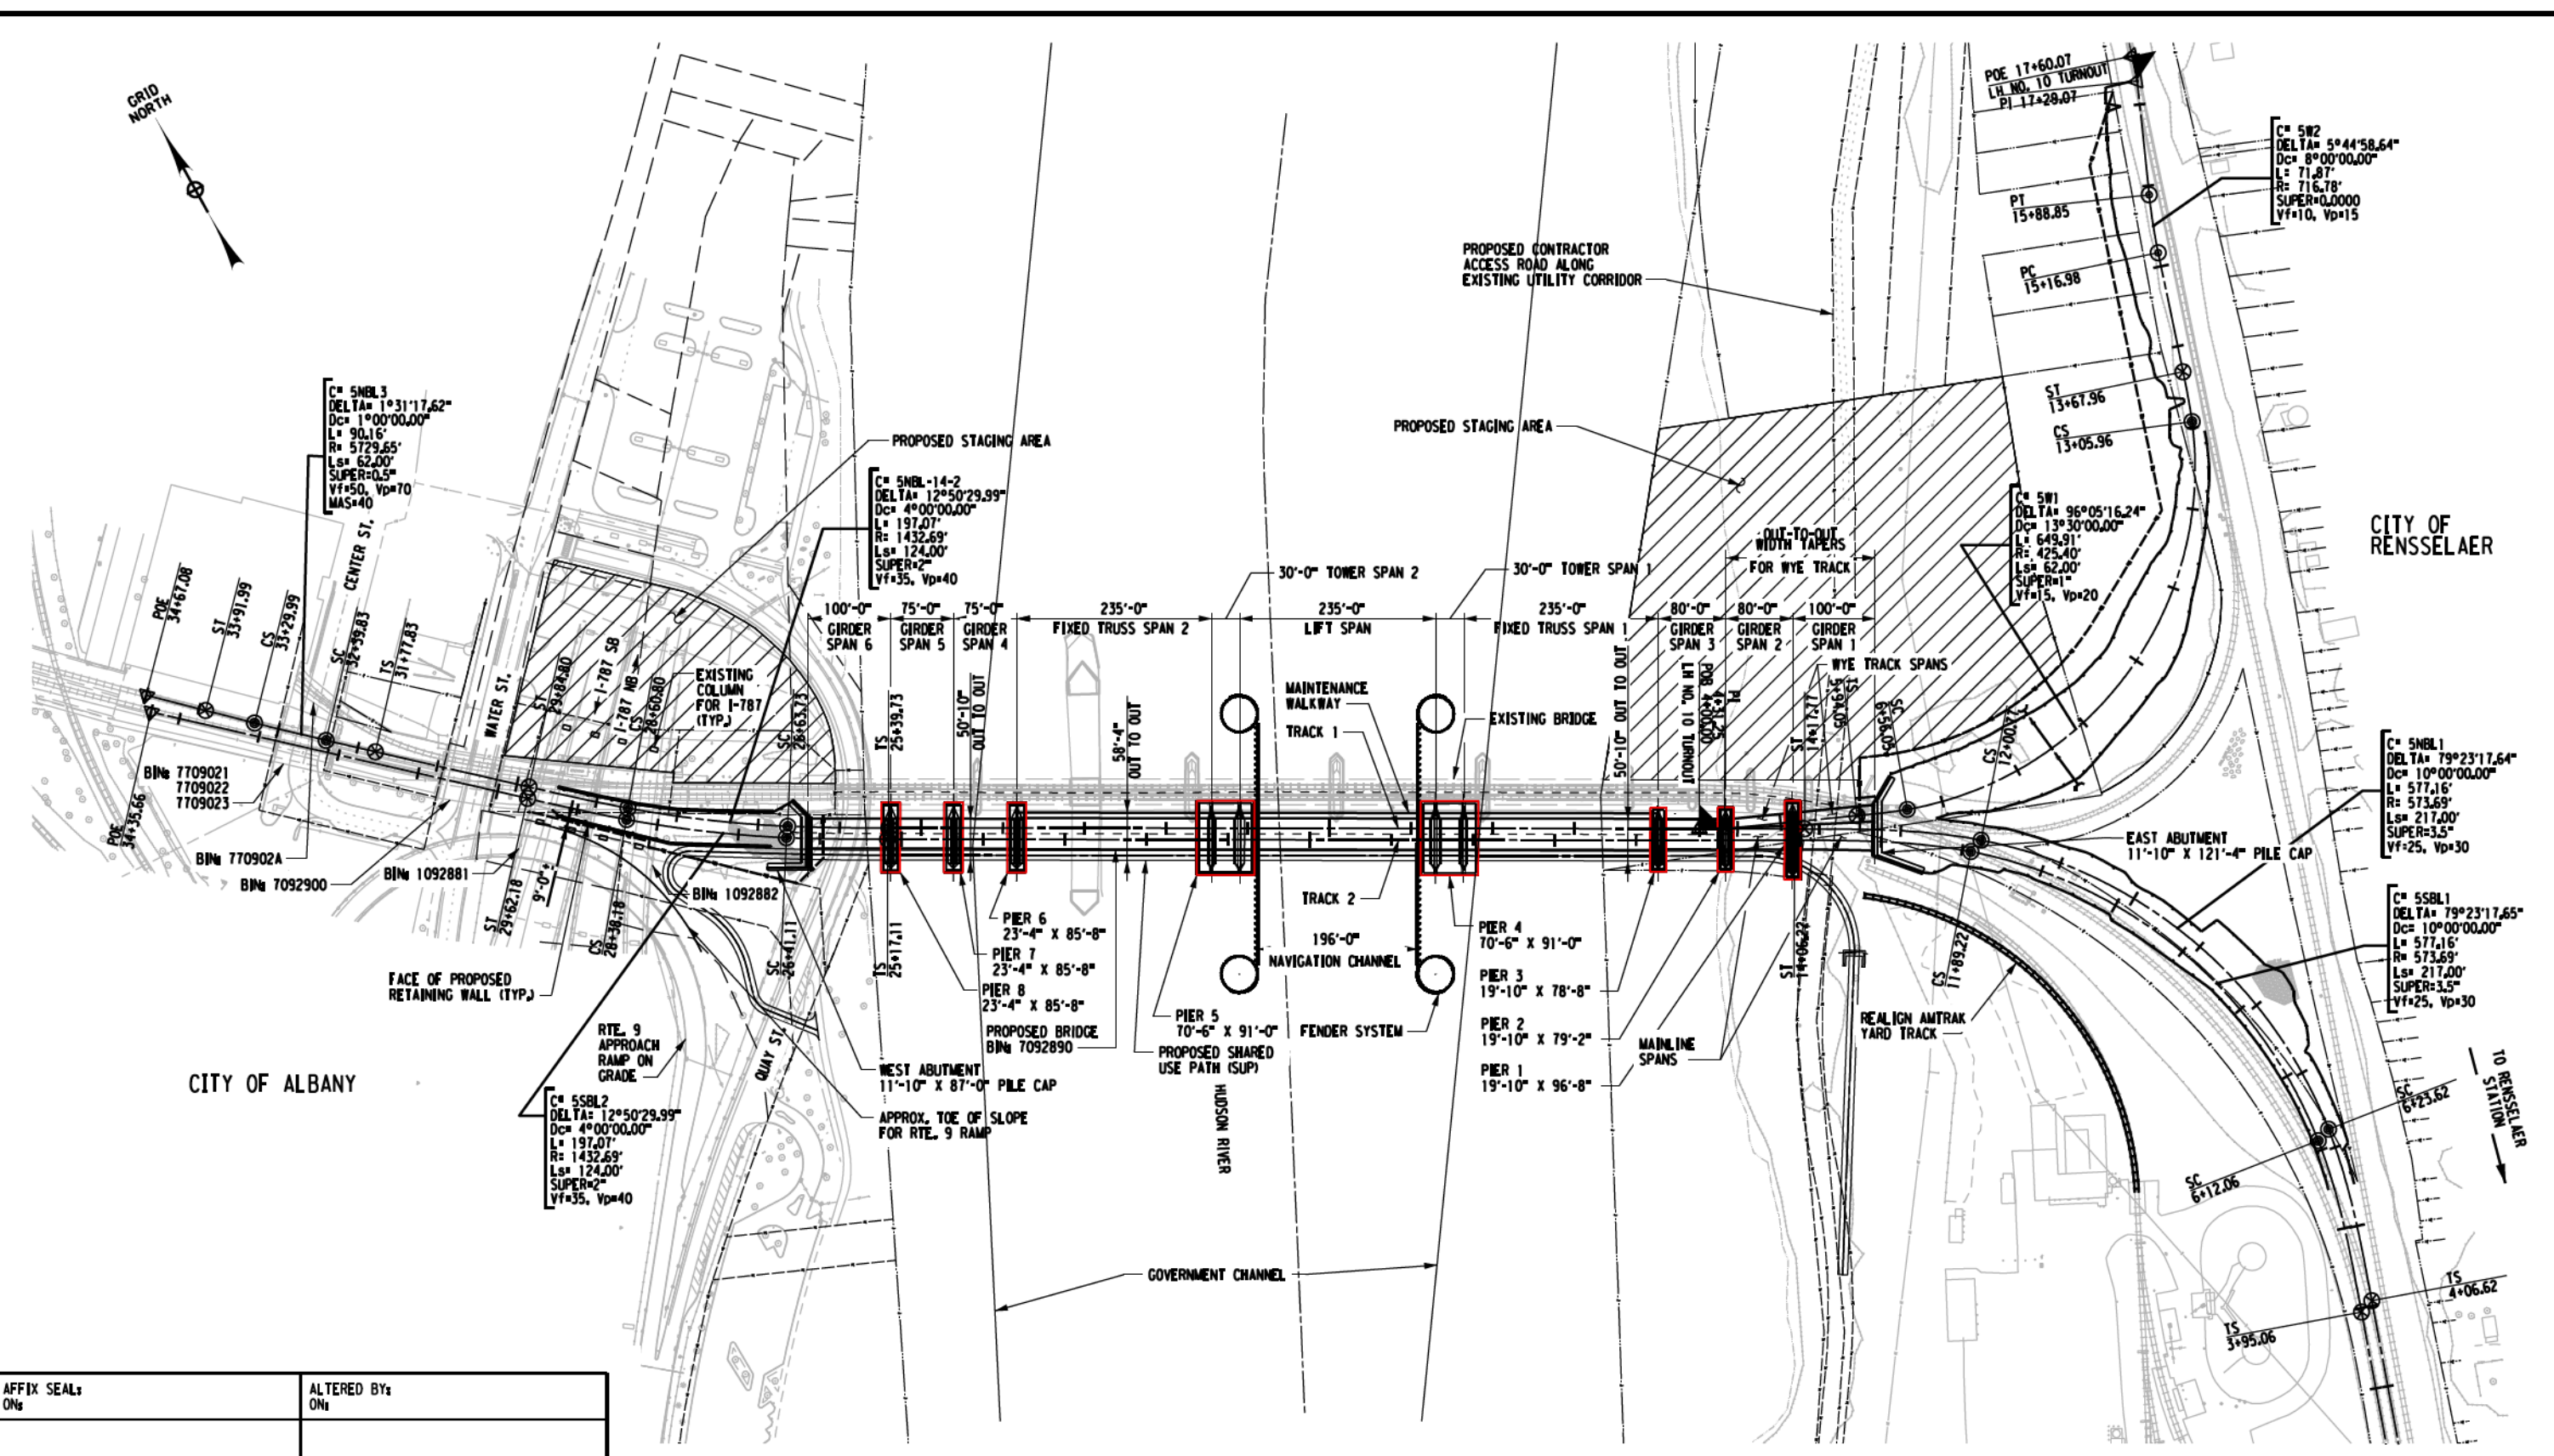 GRID
NORTH
POE 17+60.07
LH NO. 10 TURNOUT
PI 17+28.07
C= 5W2
DELTA= 5°44'58.64"
Dc= 8°00'00.00"
L= 71.87'
R= 716.78'
SUPER=0.0000
Vf=10, Vp=15
PT
15+88.85
PC
15+16.98
ST
13+67.96
CS
13+05.96
PROPOSED CONTRACTOR
ACCESS ROAD ALONG
EXISTING UTILITY CORRIDOR
C= 5NBL3
DELTA= 1°31'17.62"
Dc= 1°00'00.00"
L= 90.16'
R= 5729.65'
Ls= 62.00'
SUPER=0.5"
Vf=50, Vp=70
MAS=40
PROPOSED STAGING AREA
PROPOSED STAGING AREA
C= 5NBL-14-2
DELTA= 12°50'29.99"
Dc= 4°00'00.00"
L= 197.07'
R= 1432.69'
Ls= 124.00'
SUPER=2"
Vf=35, Vp=40
C= 5W1
DELTA= 96°05'16.24"
Dc= 13°30'00.00"
L= 649.91'
R= 425.40'
Ls= 62.00'
SUPER=1"
Vf=15, Vp=20
CITY OF
RENSSELAER
OUT-TO-OUT
WIDTH TAPERS
FOR WYE TRACK
POE
34+67.08
ST
33+91.99
CS
33+29.99
CENTER ST.
SC
32+39.83
TS
31+77.83
WATER ST.
ST
29+84.80
I-787 SB
I-787 NB
CS
28+60.80
EXISTING
COLUMN
FOR I-787
(TYP.)
SC
26+63.73
30'-0" TOWER SPAN 2
30'-0" TOWER SPAN 1
100'-0"
GIRDER
SPAN 6
75'-0"
GIRDER
SPAN 5
75'-0"
GIRDER
SPAN 4
235'-0"
FIXED TRUSS SPAN 2
235'-0"
LIFT SPAN
235'-0"
FIXED TRUSS SPAN 1
80'-0"
GIRDER
SPAN 3
80'-0"
GIRDER
SPAN 2
100'-0"
GIRDER
SPAN 1
TS
25+39.73
50'-10"
OUT TO OUT
58'-4"
OUT TO OUT
MAINTENANCE
WALKWAY
TRACK 1
EXISTING BRIDGE
50'-10" OUT TO OUT
LH NO. 10 TURNOUT
POB 4+00.00
PI
4+31.25
WYE TRACK SPANS
ST
14+17.77
TS
5+94.05
SC
6+56.05
CS
12+00.77
C= 5NBL1
DELTA= 79°23'17.64"
Dc= 10°00'00.00"
L= 577.16'
R= 573.69'
Ls= 217.00'
SUPER=3.5"
Vf=25, Vp=30
BIN: 7709021
7709022
7709023
POE
34+35.66
BIN: 770902A
BIN: 7092900
BIN: 1092881
BIN: 1092882
ST
29+62.18
9'-0"±
CS
28+38.18
SC
26+41.11
TS
25+17.11
EAST ABUTMENT
11'-10" X 121'-4" PILE CAP
PIER 6
23'-4" X 85'-8"
PIER 7
23'-4" X 85'-8"
PIER 8
23'-4" X 85'-8"
TRACK 2
196'-0"
NAVIGATION CHANNEL
PIER 4
70'-6" X 91'-0"
PIER 3
19'-10" X 78'-8"
PIER 2
19'-10" X 79'-2"
PIER 1
19'-10" X 96'-8"
ST
14+06.22
CS
11+89.22
C= 5SBL1
DELTA= 79°23'17.65"
Dc= 10°00'00.00"
L= 577.16'
R= 573.69'
Ls= 217.00'
SUPER=3.5"
Vf=25, Vp=30
FACE OF PROPOSED
RETAINING WALL (TYP.)
PROPOSED BRIDGE
BIN: 7092890
PIER 5
70'-6" X 91'-0"
FENDER SYSTEM
PROPOSED SHARED
USE PATH (SUP)
MAINLINE
SPANS
REALIGN AMTRAK
YARD TRACK
RTE. 9
APPROACH
RAMP ON
GRADE
QUAY ST.
WEST ABUTMENT
11'-10" X 87'-0" PILE CAP
HUDSON RIVER
APPROX. TOE OF SLOPE
FOR RTE. 9 RAMP
CITY OF ALBANY
C= 5SBL2
DELTA= 12°50'29.99"
Dc= 4°00'00.00"
L= 197.07'
R= 1432.69'
Ls= 124.00'
SUPER=2"
Vf=35, Vp=40
TO RENSSELAER
STATION
SC
6+23.62
SC
6+12.06
GOVERNMENT CHANNEL
TS
4+06.62
TS
3+95.06
AFFIX SEAL:
ON:
ALTERED BY:
ON: